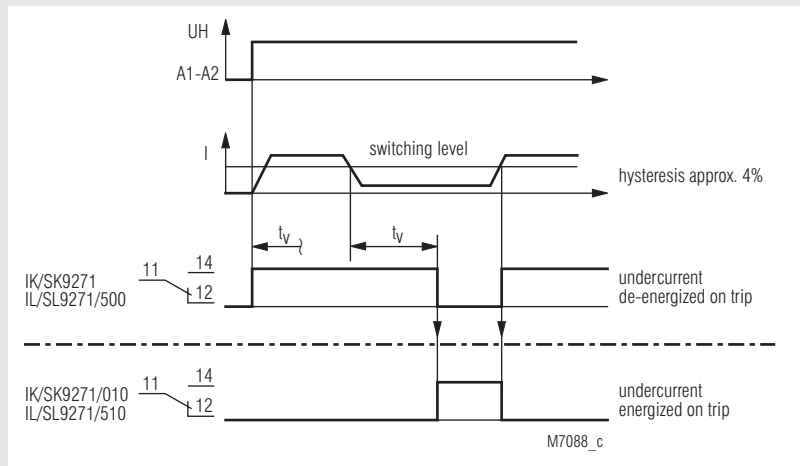 UH
A1-A2
I
switching level
hysteresis approx. 4%
tv
tv
IK/SK9271
IL/SL9271/500
11
14
12
undercurrent
de-energized on trip
IK/SK9271/010
IL/SL9271/510
11
14
12
undercurrent
energized on trip
M7088_c